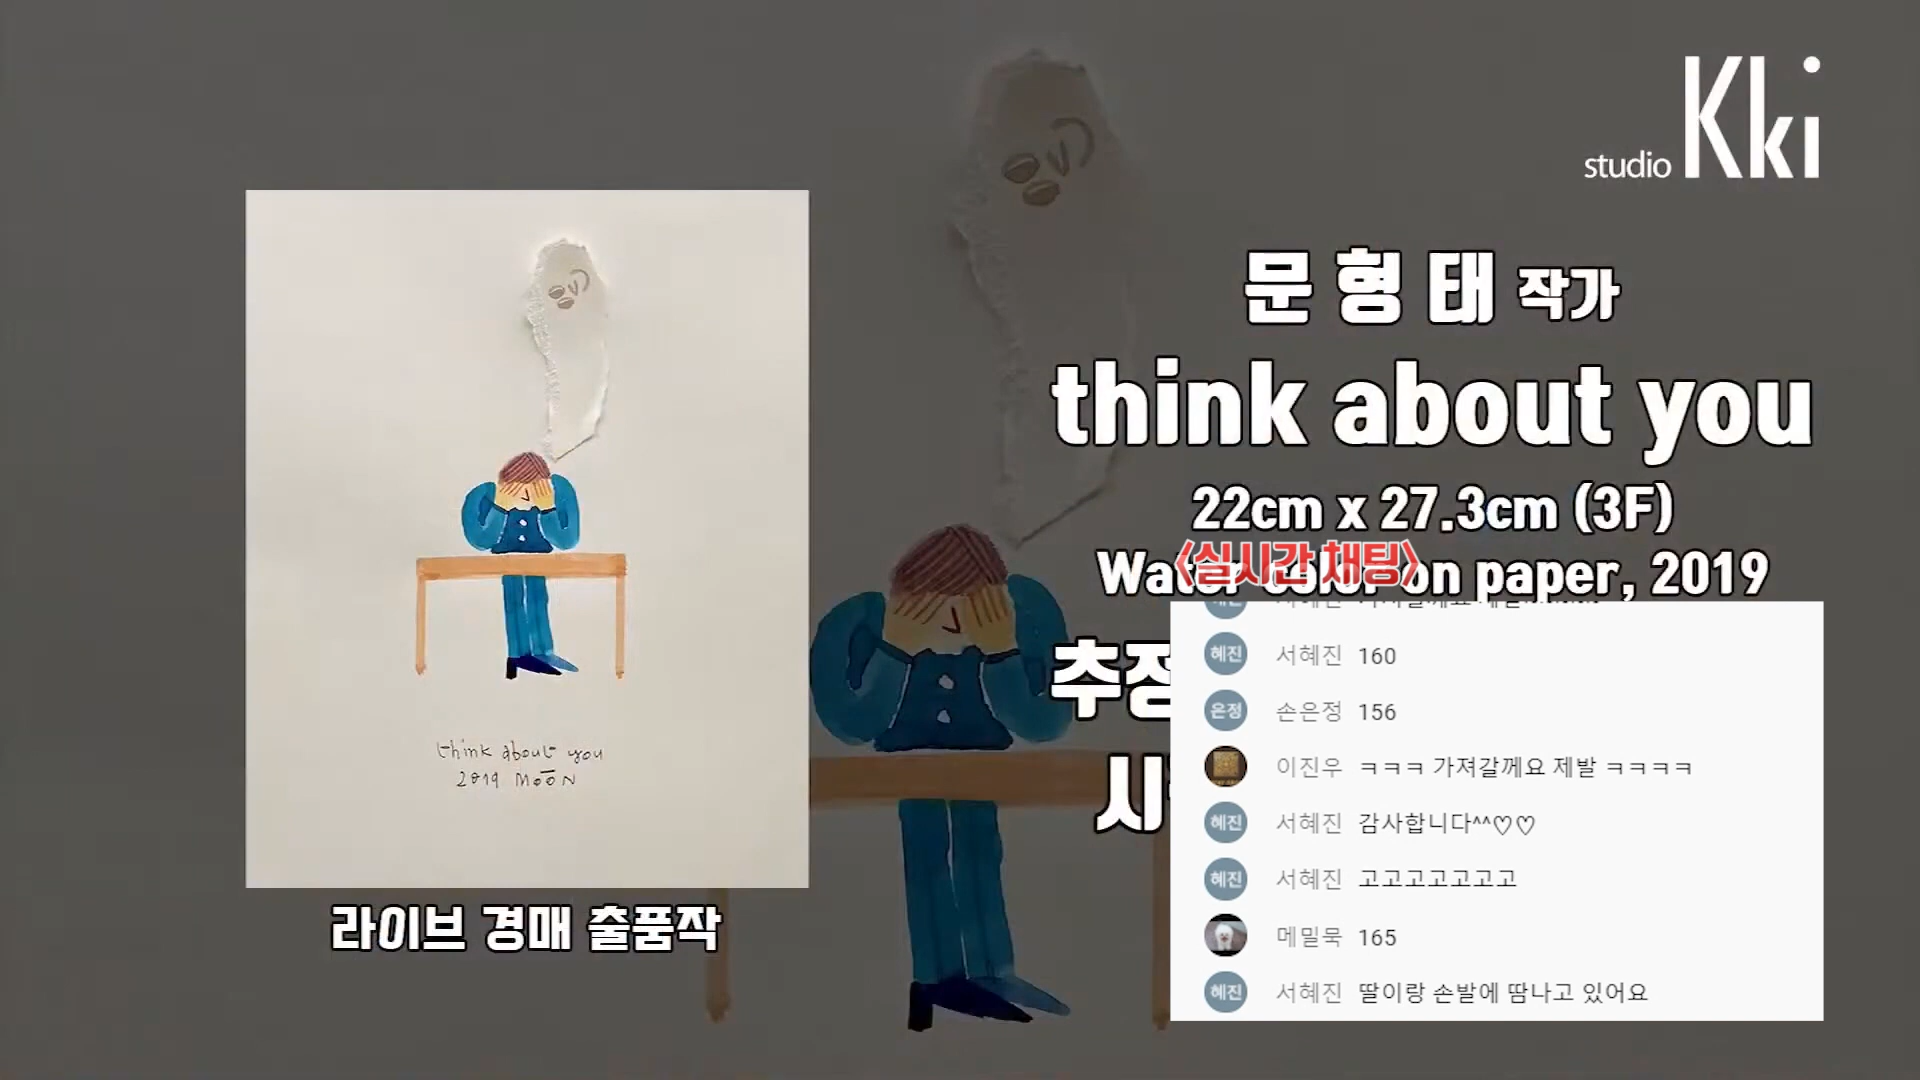 studio Kki
문형태 작가
think about you
22cm x 27.3cm (3F)
<실시간 채팅>
Water color on paper, 2019
추정
시
서혜진 160
손은정 156
이진우 ㅋㅋㅋ 가져갈께요 제발 ㅋㅋㅋㅋ
서혜진 감사합니다^^♡♡
서혜진 고고고고고고고
메밀묵 165
서혜진 딸이랑 손발에 땀나고 있어요
혜진
은정
혜진
혜진
혜진
think about you
2019 MOON
라이브 경매 출품작